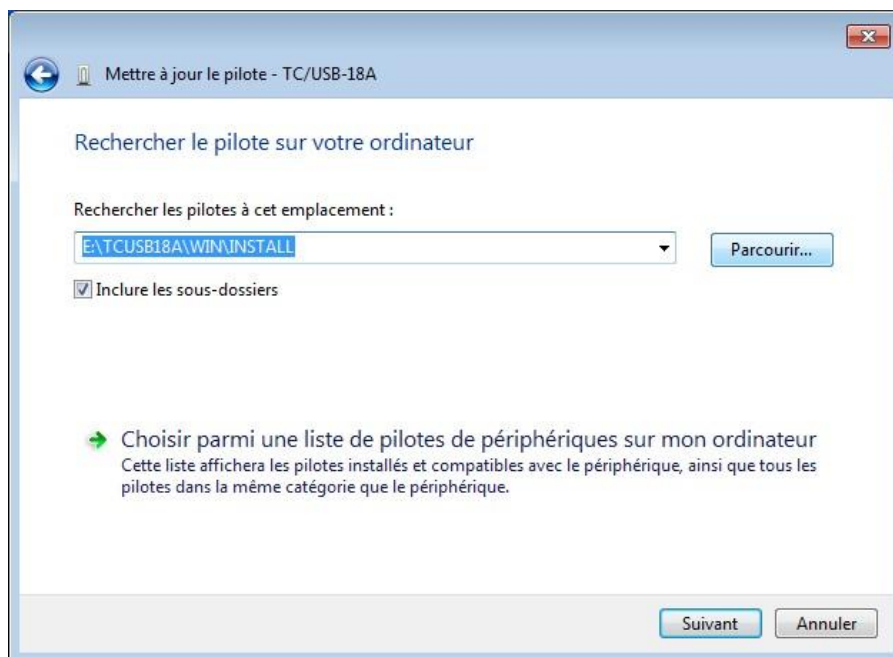 Mettre à jour le pilote - TC/USB-18A
Rechercher le pilote sur votre ordinateur
Rechercher les pilotes à cet emplacement :
E:\TCUSB18A\WIN\INSTALL
Parcourir...
Inclure les sous-dossiers
Choisir parmi une liste de pilotes de périphériques sur mon ordinateur
Cette liste affichera les pilotes installés et compatibles avec le périphérique, ainsi que tous les
pilotes dans la même catégorie que le périphérique.
Suivant
Annuler